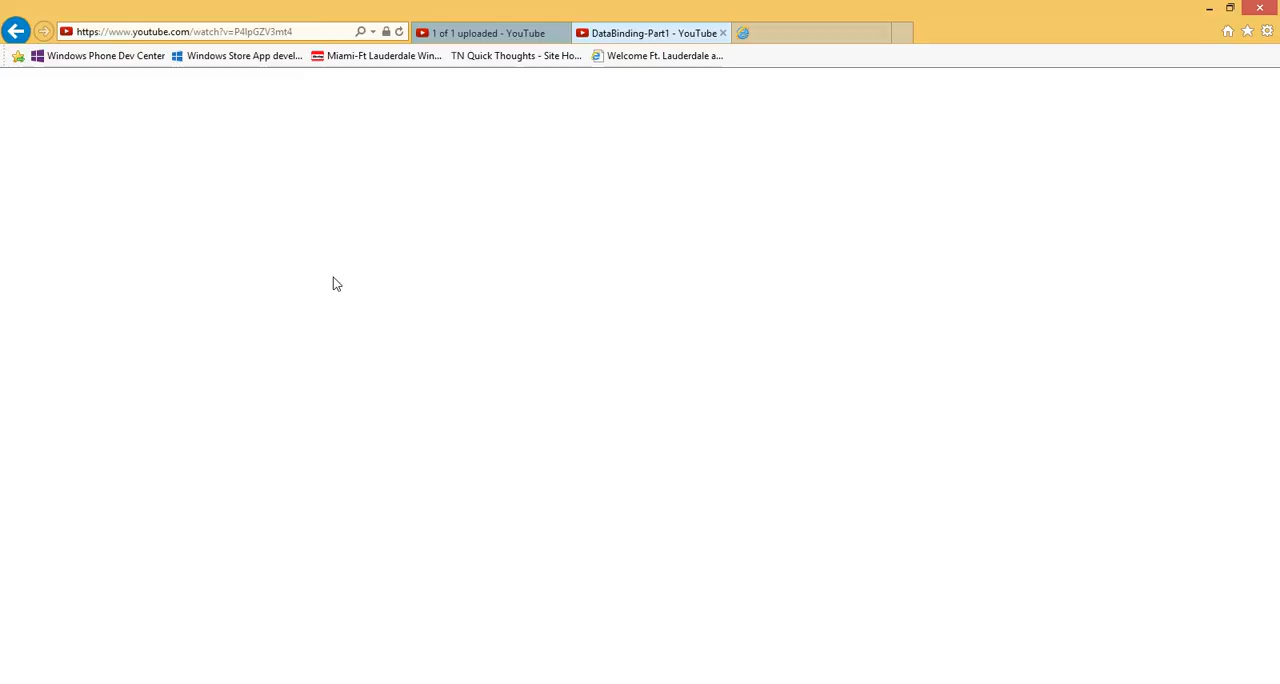 https://www.youtube.com/watch?v=P4lpGZV3mt4
1 of 1 uploaded - YouTube
DataBinding-Part1 - YouTube
Windows Phone Dev Center
Windows Store App devel...
Miami-Ft Lauderdale Win...
TN Quick Thoughts - Site Ho...
Welcome Ft. Lauderdale a...